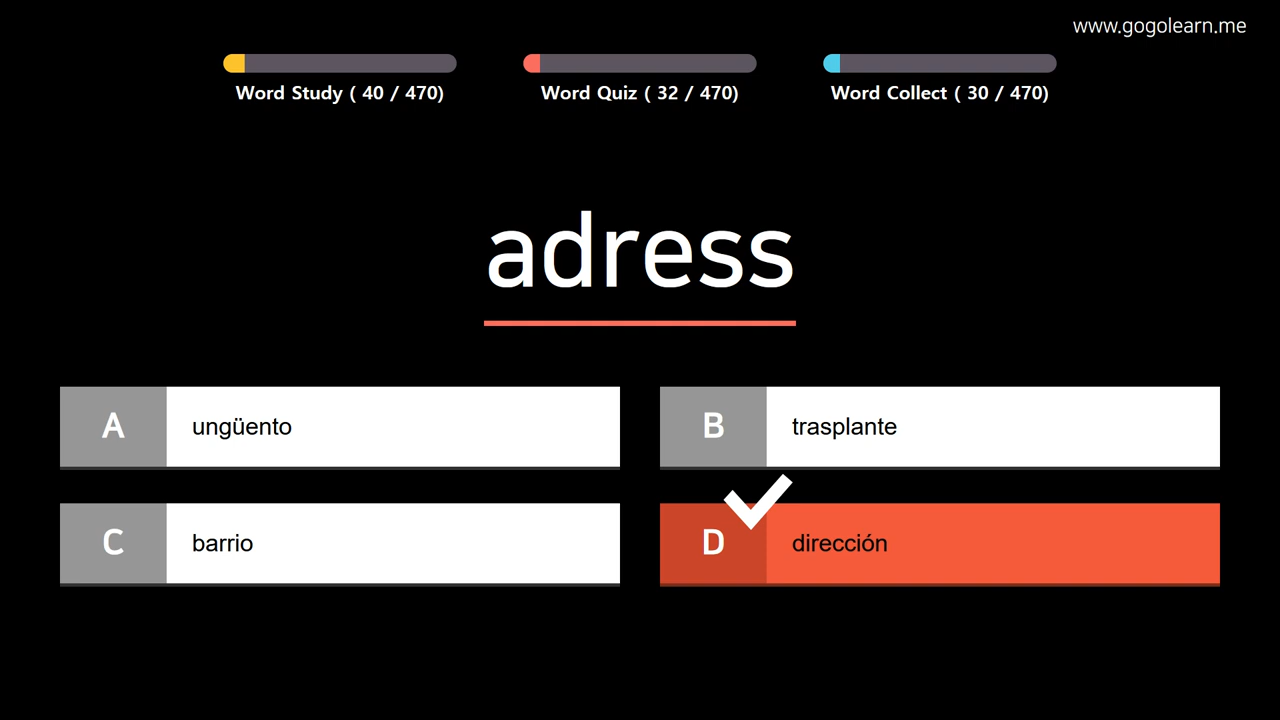 www.gogolearn.me
Word Study ( 40 / 470)
Word Quiz ( 32 / 470)
Word Collect ( 30 / 470)
adress
A ungüento
B trasplante
C barrio
D dirección